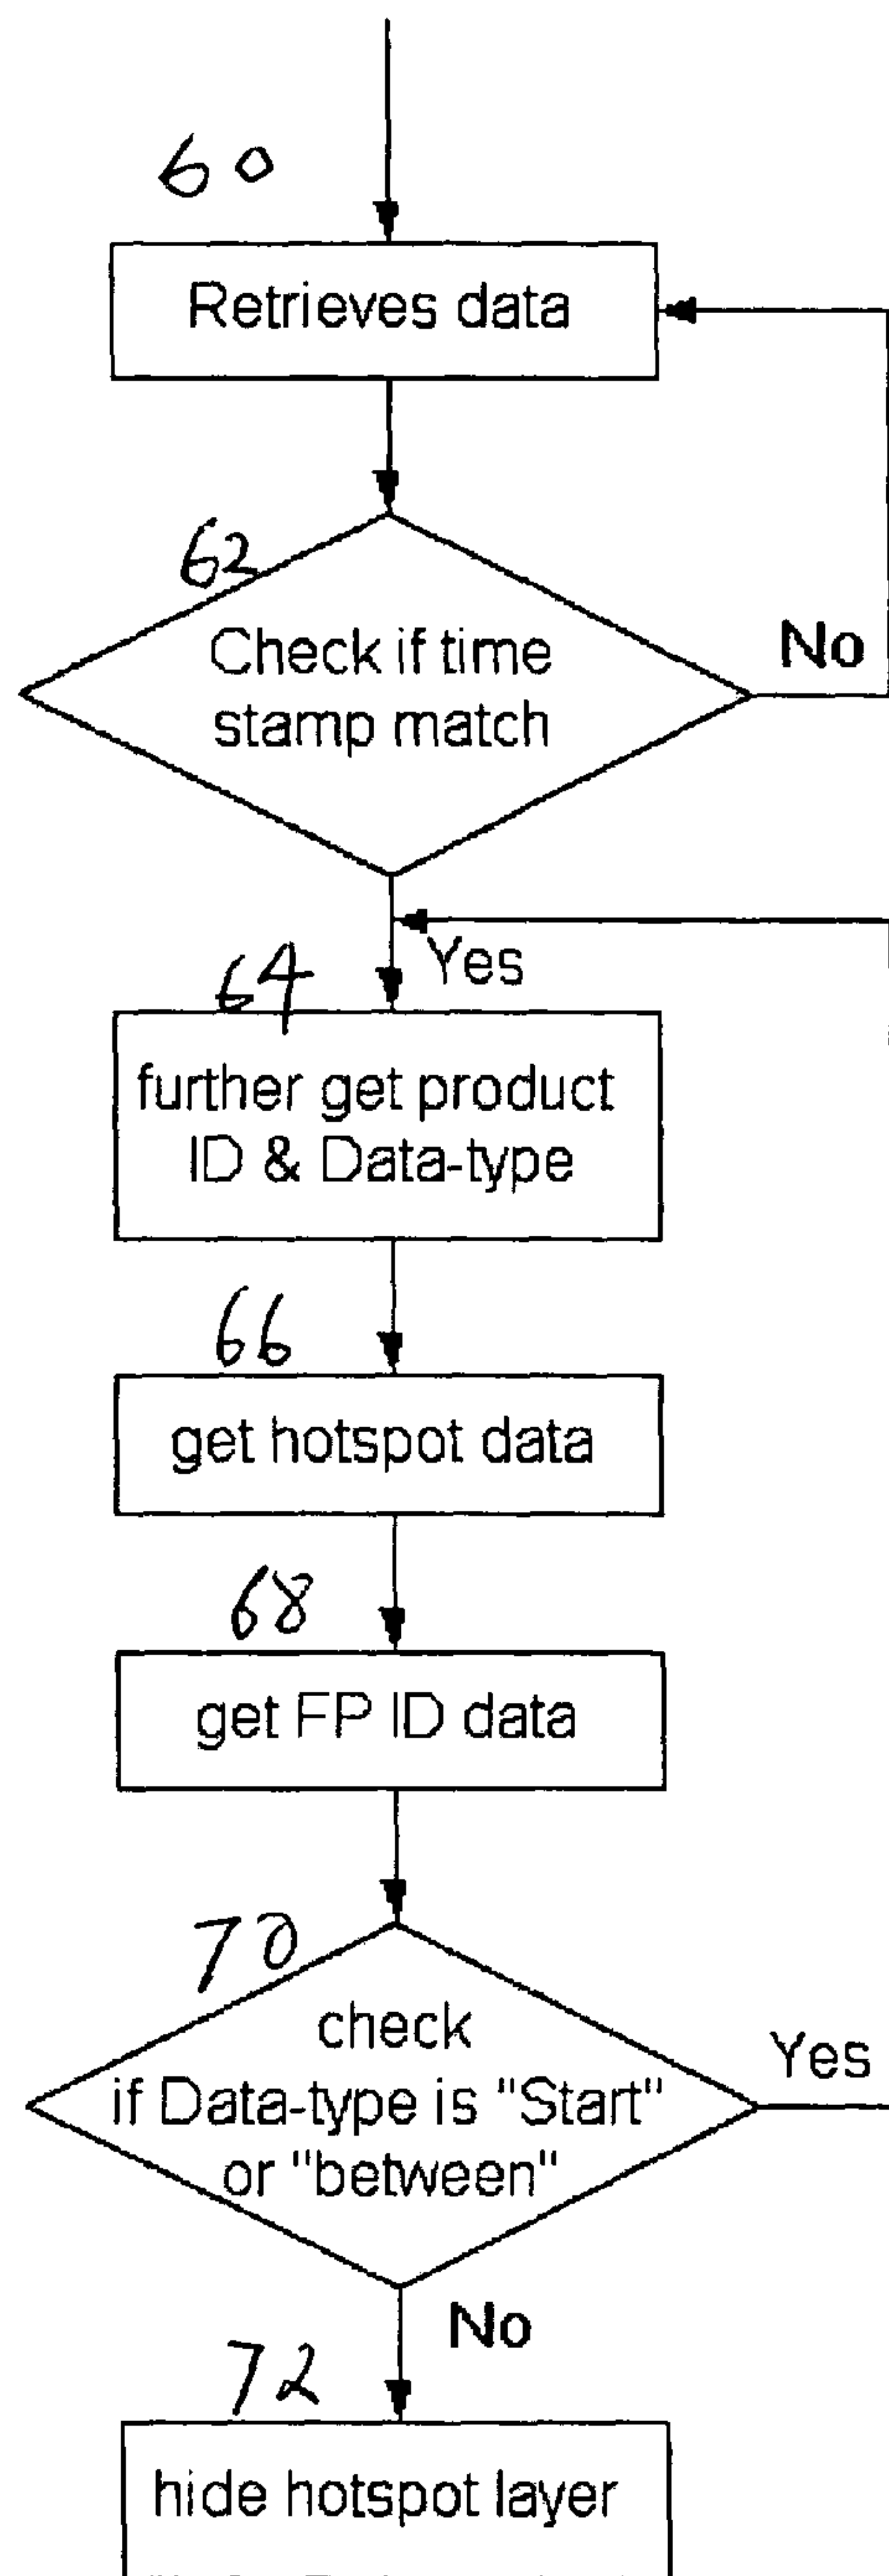 60
Retrieves data
62
Check if time
stamp match
No
Yes
64
further get product
ID & Data-type
66
get hotspot data
68
get FP ID data
70
check
if Data-type is "Start"
or "between"
Yes
No
72
hide hotspot layer